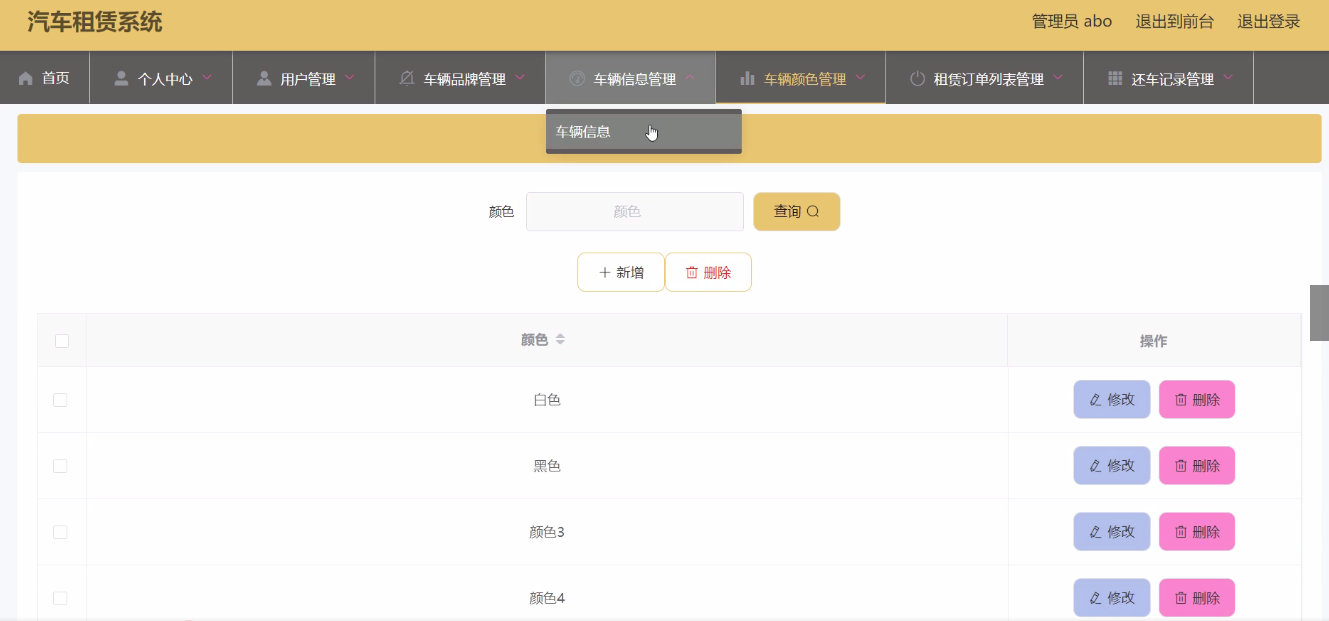 汽车租赁系统 管理员 abo 退出到前台 退出登录
首页 个人中心 用户管理 车辆品牌管理 车辆信息管理 车辆颜色管理 租赁订单列表管理 还车记录管理
车辆信息
颜色 颜色 查询
新增 删除
颜色 操作
白色 修改 删除
黑色 修改 删除
颜色3 修改 删除
颜色4 修改 删除